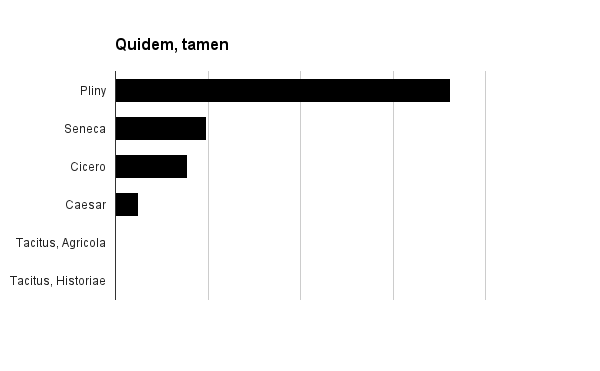 Quidem, tamen
Pliny
Seneca
Cicero
Caesar
Tacitus, Agricola
Tacitus, Historiae